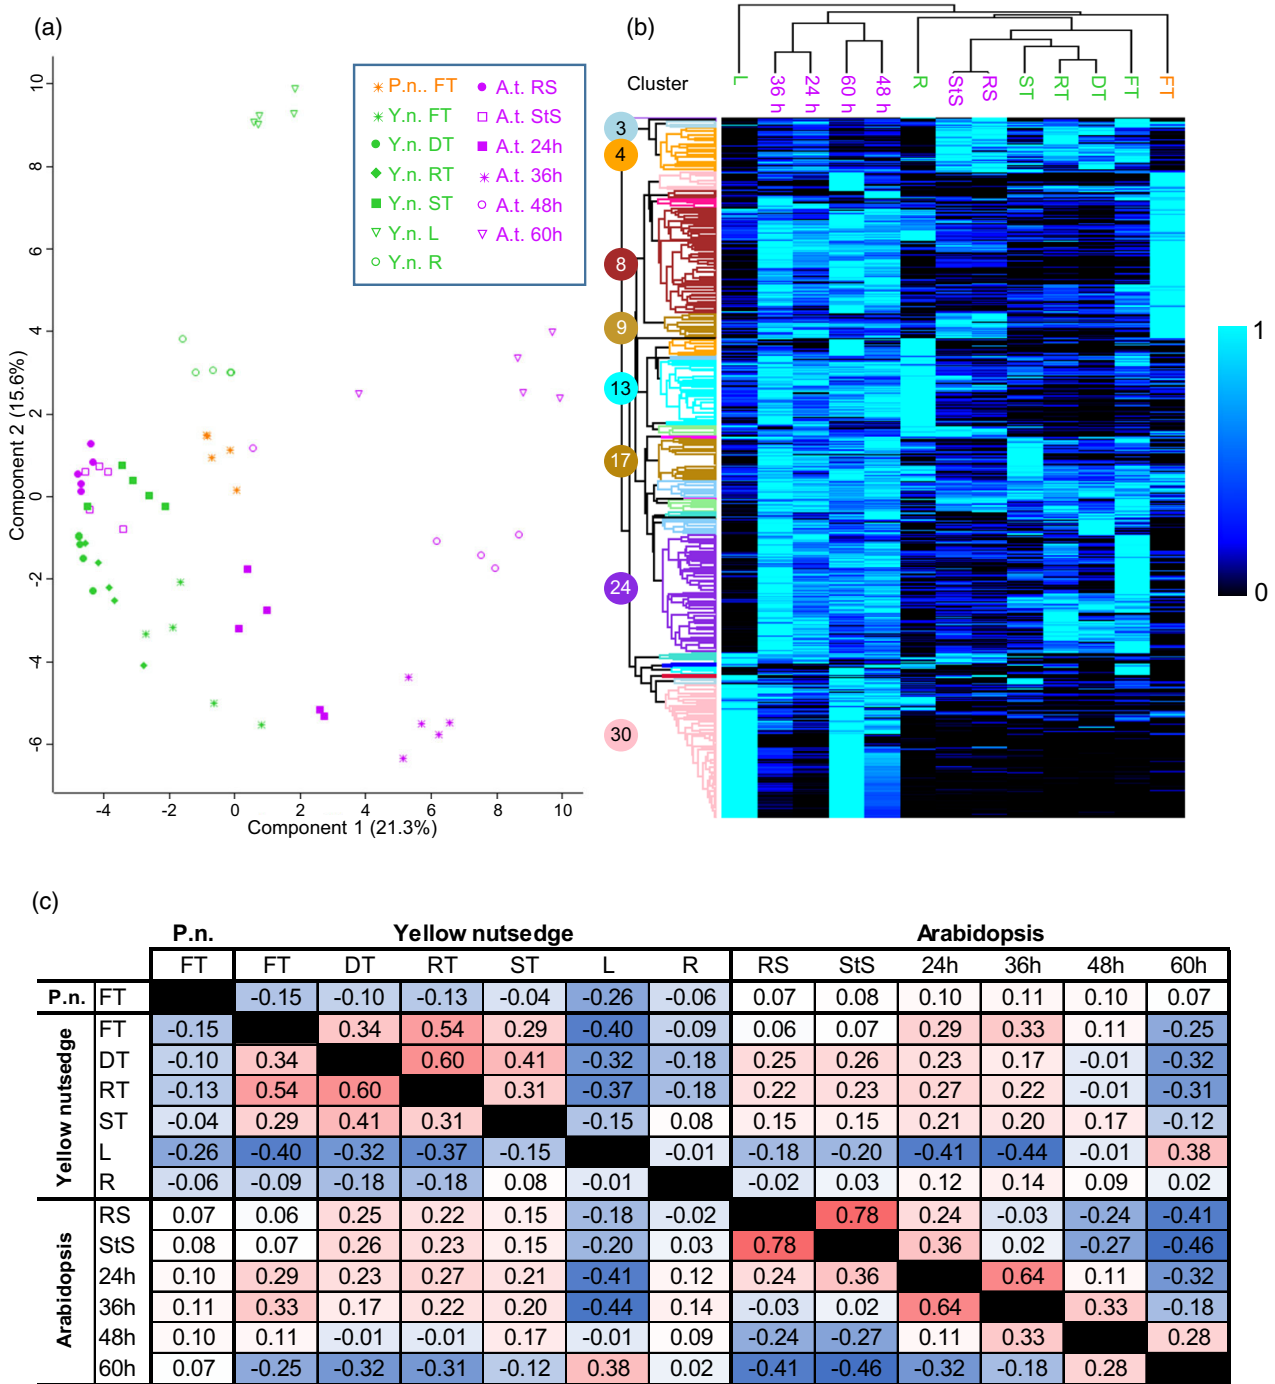 (a)
(b)
P.n.. FT
A.t. RS
Y.n. FT
A.t. StS
Y.n. DT
A.t. 24h
Y.n. RT
A.t. 36h
Y.n. ST
A.t. 48h
Y.n. L
A.t. 60h
Y.n. R
10
8
6
4
2
0
-2
-4
-6
Component 2 (15.6%)
-4
-2
0
2
4
6
8
10
Component 1 (21.3%)
Cluster
L
36 h
24 h
60 h
48 h
R
StS
RS
ST
RT
DT
FT
FT
3
4
8
9
13
17
24
30
1
0
(c)
P.n. Yellow nutsedge Arabidopsis
FT FT DT RT ST L R RS StS 24h 36h 48h 60h
P.n. FT -0.15 -0.10 -0.13 -0.04 -0.26 -0.06 0.07 0.08 0.10 0.11 0.10 0.07
Yellow nutsedge
FT -0.15 0.34 0.54 0.29 -0.40 -0.09 0.06 0.07 0.29 0.33 0.11 -0.25
DT -0.10 0.34 0.60 0.41 -0.32 -0.18 0.25 0.26 0.23 0.17 -0.01 -0.32
RT -0.13 0.54 0.60 0.31 -0.37 -0.18 0.22 0.23 0.27 0.22 -0.01 -0.31
ST -0.04 0.29 0.41 0.31 -0.15 0.08 0.15 0.15 0.21 0.20 0.17 -0.12
L -0.26 -0.40 -0.32 -0.37 -0.15 -0.01 -0.18 -0.20 -0.41 -0.44 -0.01 0.38
R -0.06 -0.09 -0.18 -0.18 0.08 -0.01 -0.02 0.03 0.12 0.14 0.09 0.02
Arabidopsis
RS 0.07 0.06 0.25 0.22 0.15 -0.18 -0.02 0.78 0.24 -0.03 -0.24 -0.41
StS 0.08 0.07 0.26 0.23 0.15 -0.20 0.03 0.78 0.36 0.02 -0.27 -0.46
24h 0.10 0.29 0.23 0.27 0.21 -0.41 0.12 0.24 0.36 0.64 0.11 -0.32
36h 0.11 0.33 0.17 0.22 0.20 -0.44 0.14 -0.03 0.02 0.64 0.33 -0.18
48h 0.10 0.11 -0.01 -0.01 0.17 -0.01 0.09 -0.24 -0.27 0.11 0.33 0.28
60h 0.07 -0.25 -0.32 -0.31 -0.12 0.38 0.02 -0.41 -0.46 -0.32 -0.18 0.28